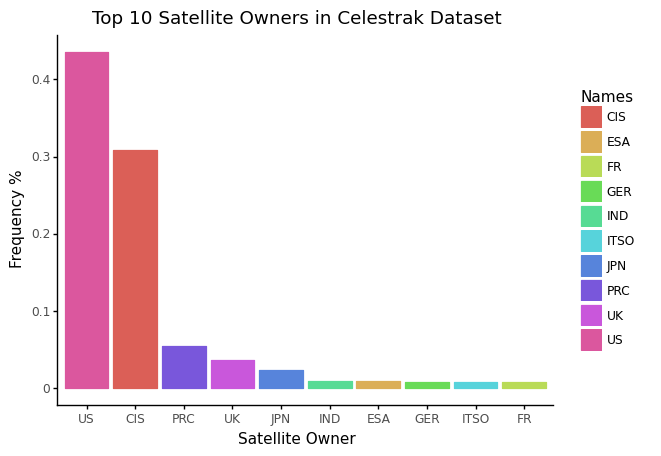 Top 10 Satellite Owners in Celestrak Dataset
Frequency %
0.4
0.3
0.2
0.1
0
US CIS PRC UK JPN IND ESA GER ITSO FR
Satellite Owner
Names
CIS
ESA
FR
GER
IND
ITSO
JPN
PRC
UK
US